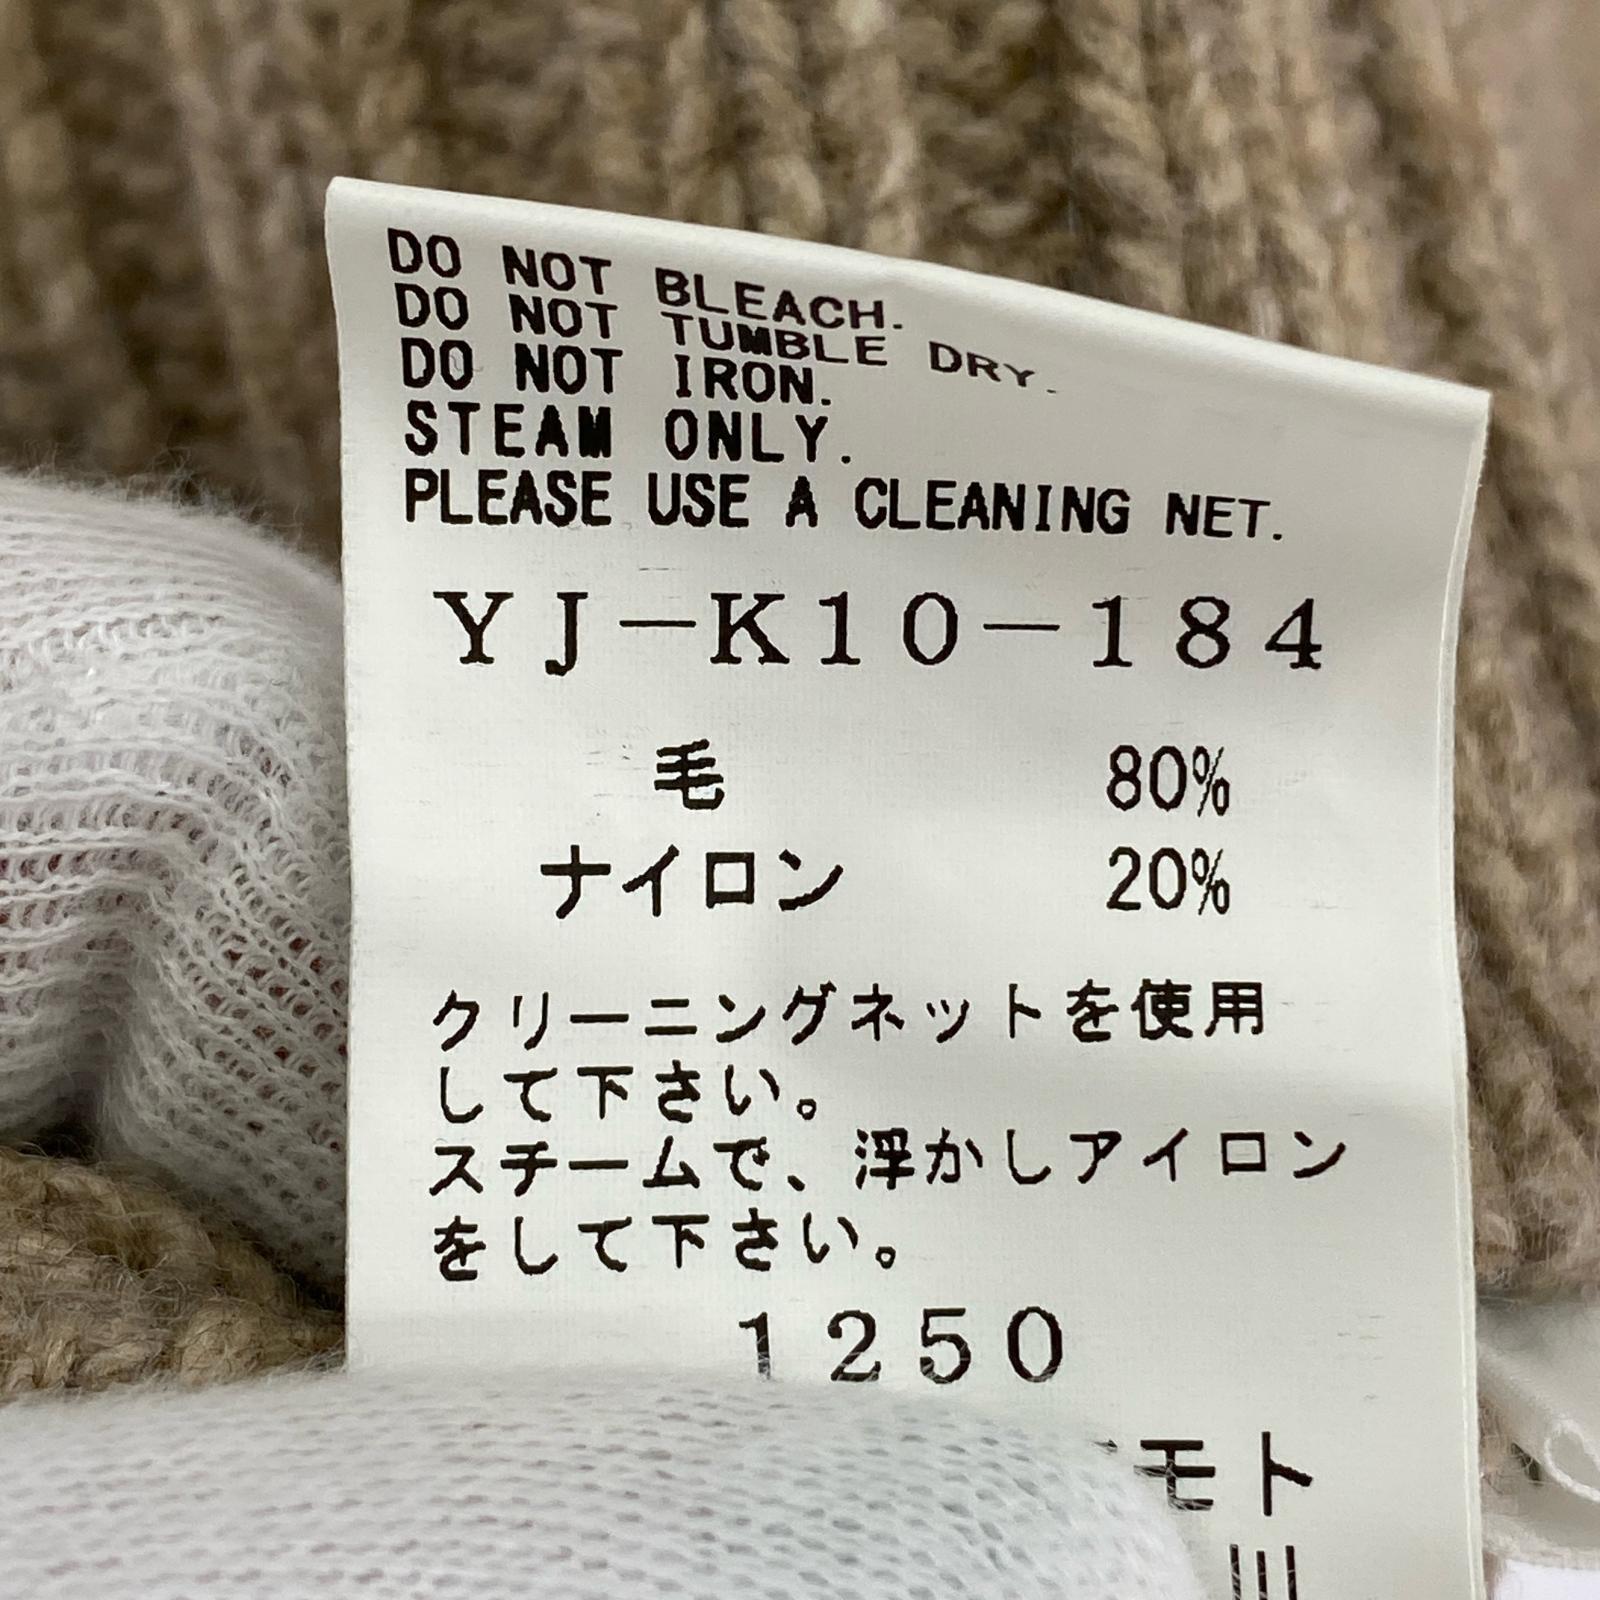 DO NOT BLEACH.
DO NOT TUMBLE DRY.
DO NOT IRON.
STEAM ONLY.
PLEASE USE A CLEANING NET.
YJ-K10-184
毛 80%
ナイロン 20%
クリーニングネットを使用
して下さい。
スチームで、浮かしアイロン
をして下さい。
1250
モト